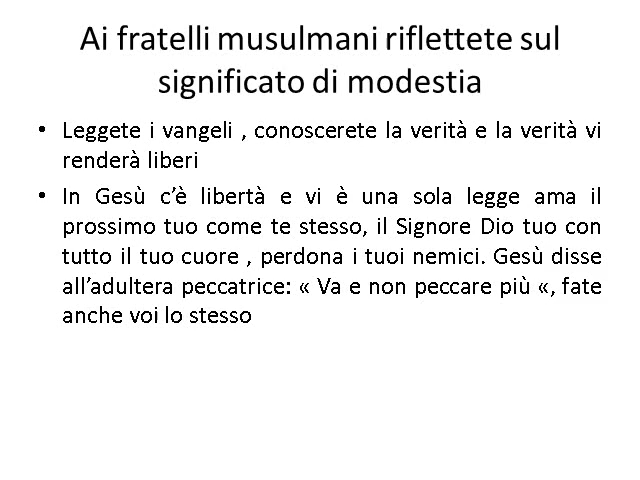 Ai fratelli musulmani riflettete sul
significato di modestia
• Leggete i vangeli , conoscerete la verità e la verità vi
renderà liberi
• In Gesù c’è libertà e vi è una sola legge ama il
prossimo tuo come te stesso, il Signore Dio tuo con
tutto il tuo cuore , perdona i tuoi nemici. Gesù disse
all’adultera peccatrice: « Va e non peccare più «, fate
anche voi lo stesso